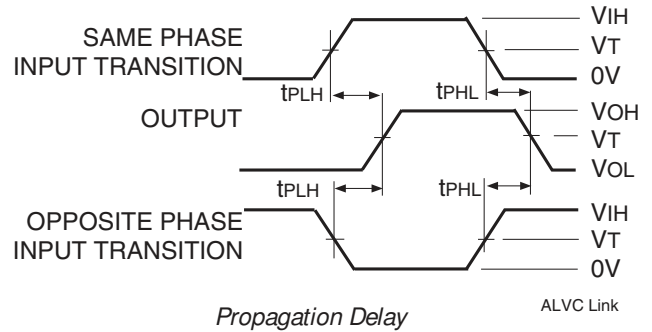 SAME PHASE
INPUT TRANSITION
VIH
VT
0V
tPLH
tPHL
OUTPUT
VOH
VT
VOL
tPLH
tPHL
OPPOSITE PHASE
INPUT TRANSITION
VIH
VT
0V
Propagation Delay
ALVC Link